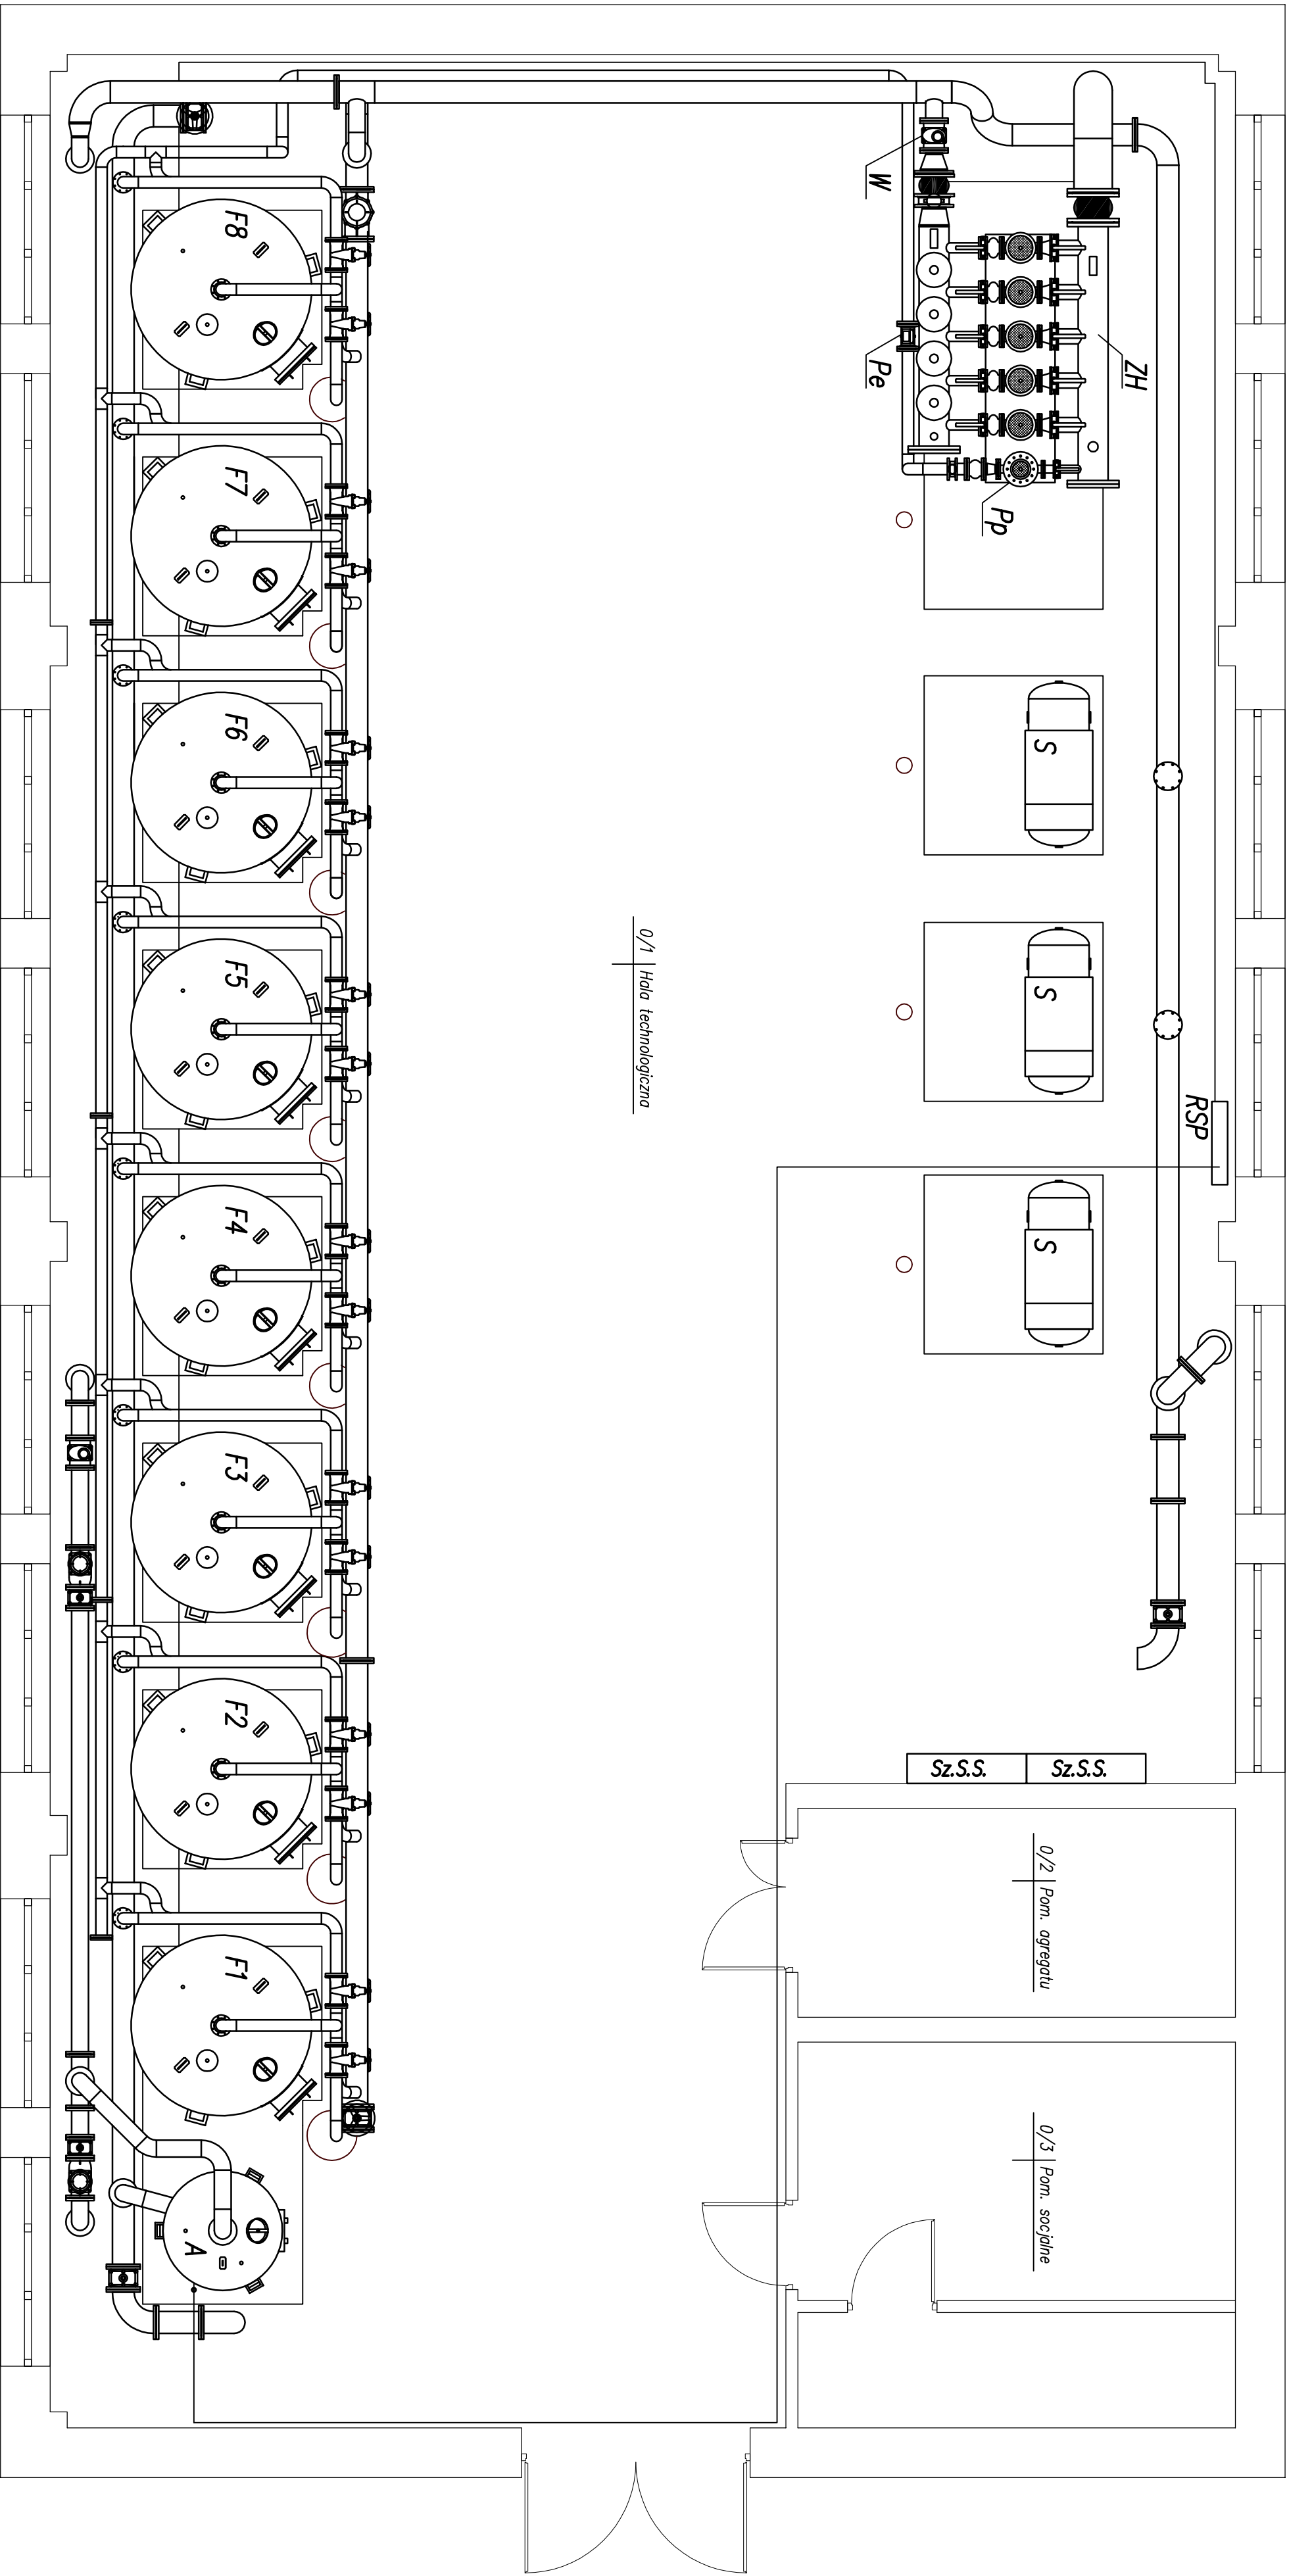 F8
F7
F6
F5
F4
F3
F2
F1
A
W
Pe
ZH
Pp
S
S
S
RSP
0/1 Hala technologiczna
Sz.S.S.
Sz.S.S.
0/2 Pom. agregatu
0/3 Pom. socjalne